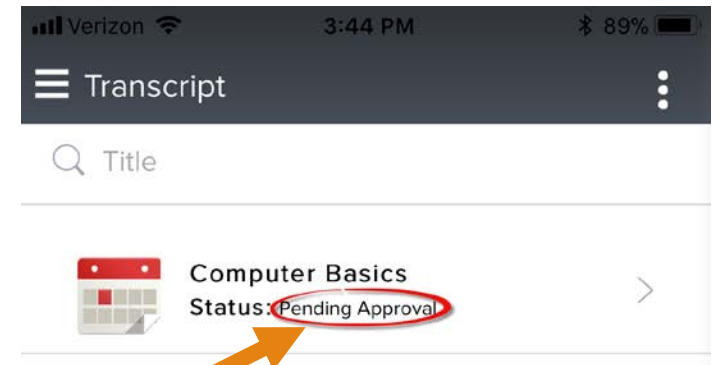 Verizon 3:44 PM 89%
Transcript
Title
Computer Basics
Status: Pending Approval